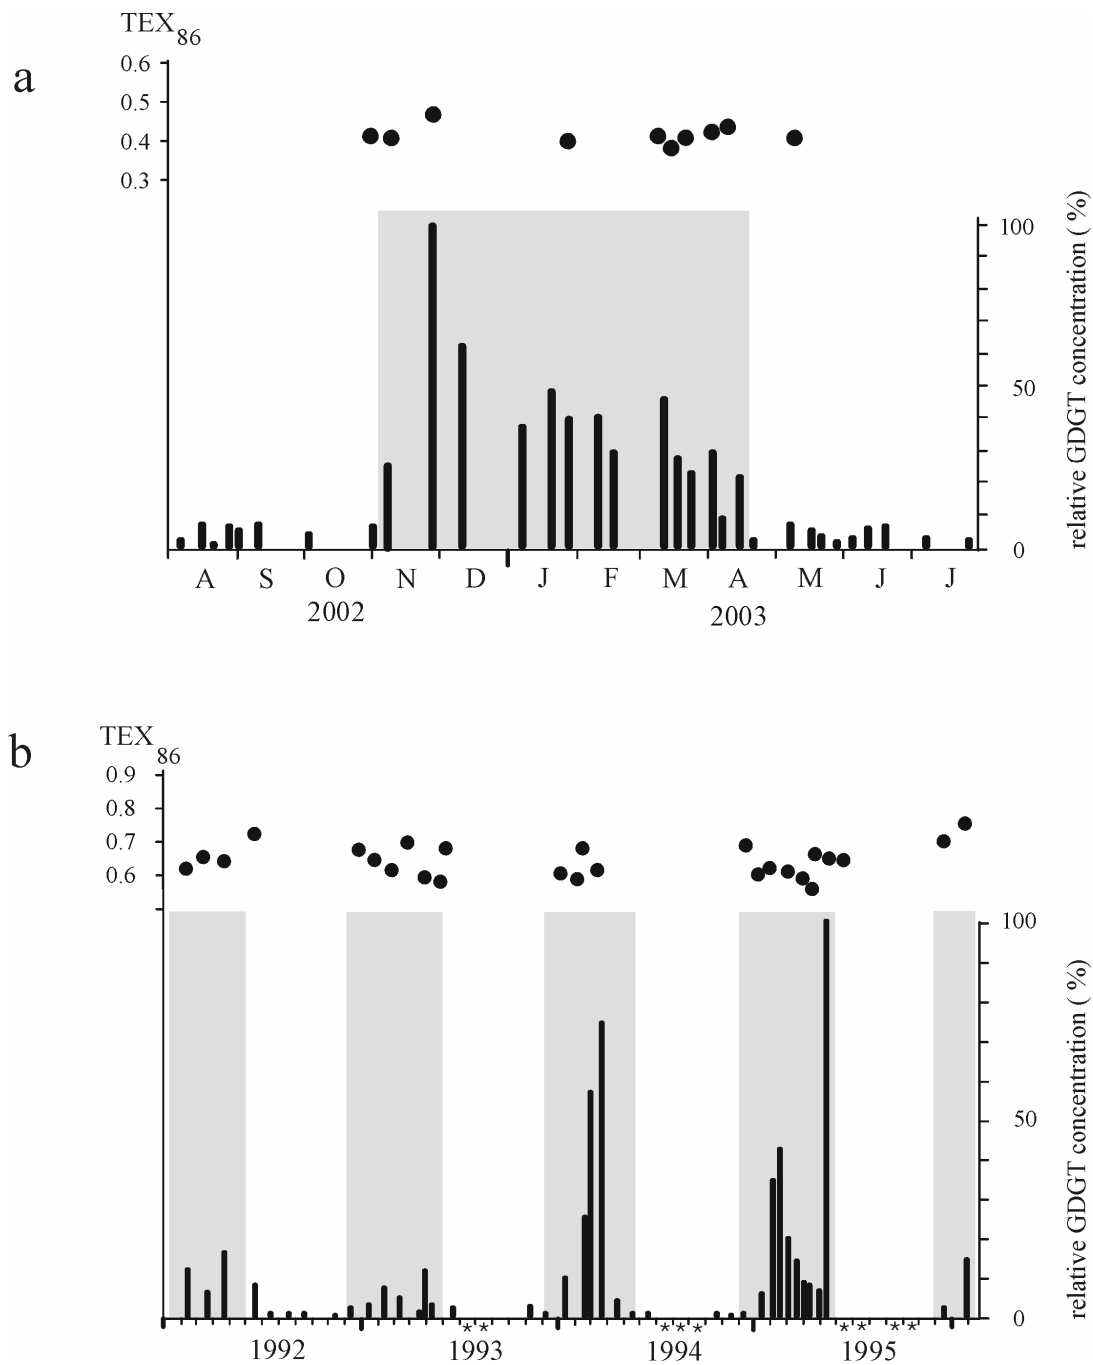 TEX86
a
0.6
0.5
0.4
0.3
100
50
0
relative GDGT concentration ( %)
A S O N D J F M A M J J
2002 2003
TEX86
b
0.9
0.8
0.7
0.6
100
50
0
relative GDGT concentration ( %)
** *** ** **
1992 1993 1994 1995